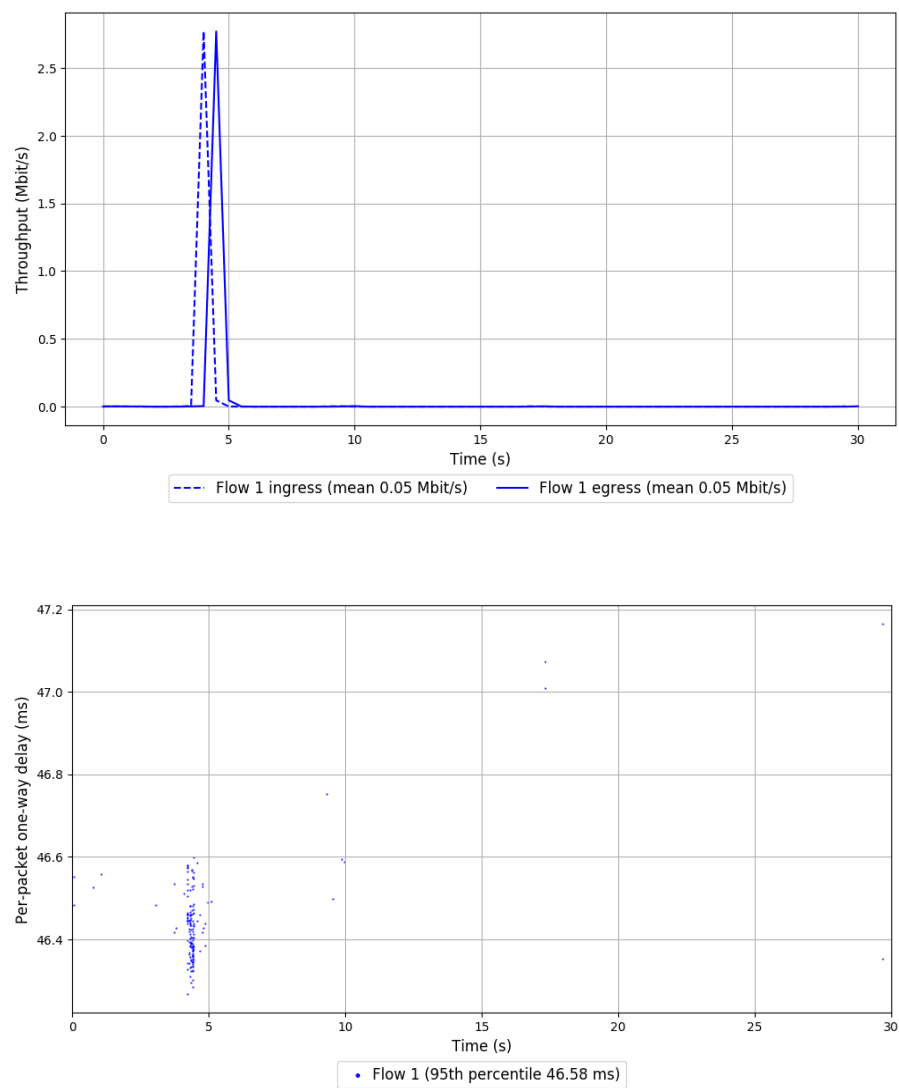 2.5
2.0
1.5
1.0
0.5
0.0
Throughput (Mbit/s)
0 5 10 15 20 25 30
Time (s)
Flow 1 ingress (mean 0.05 Mbit/s) Flow 1 egress (mean 0.05 Mbit/s)
47.2
47.0
46.8
46.6
46.4
Per-packet one-way delay (ms)
0 5 10 15 20 25 30
Time (s)
Flow 1 (95th percentile 46.58 ms)